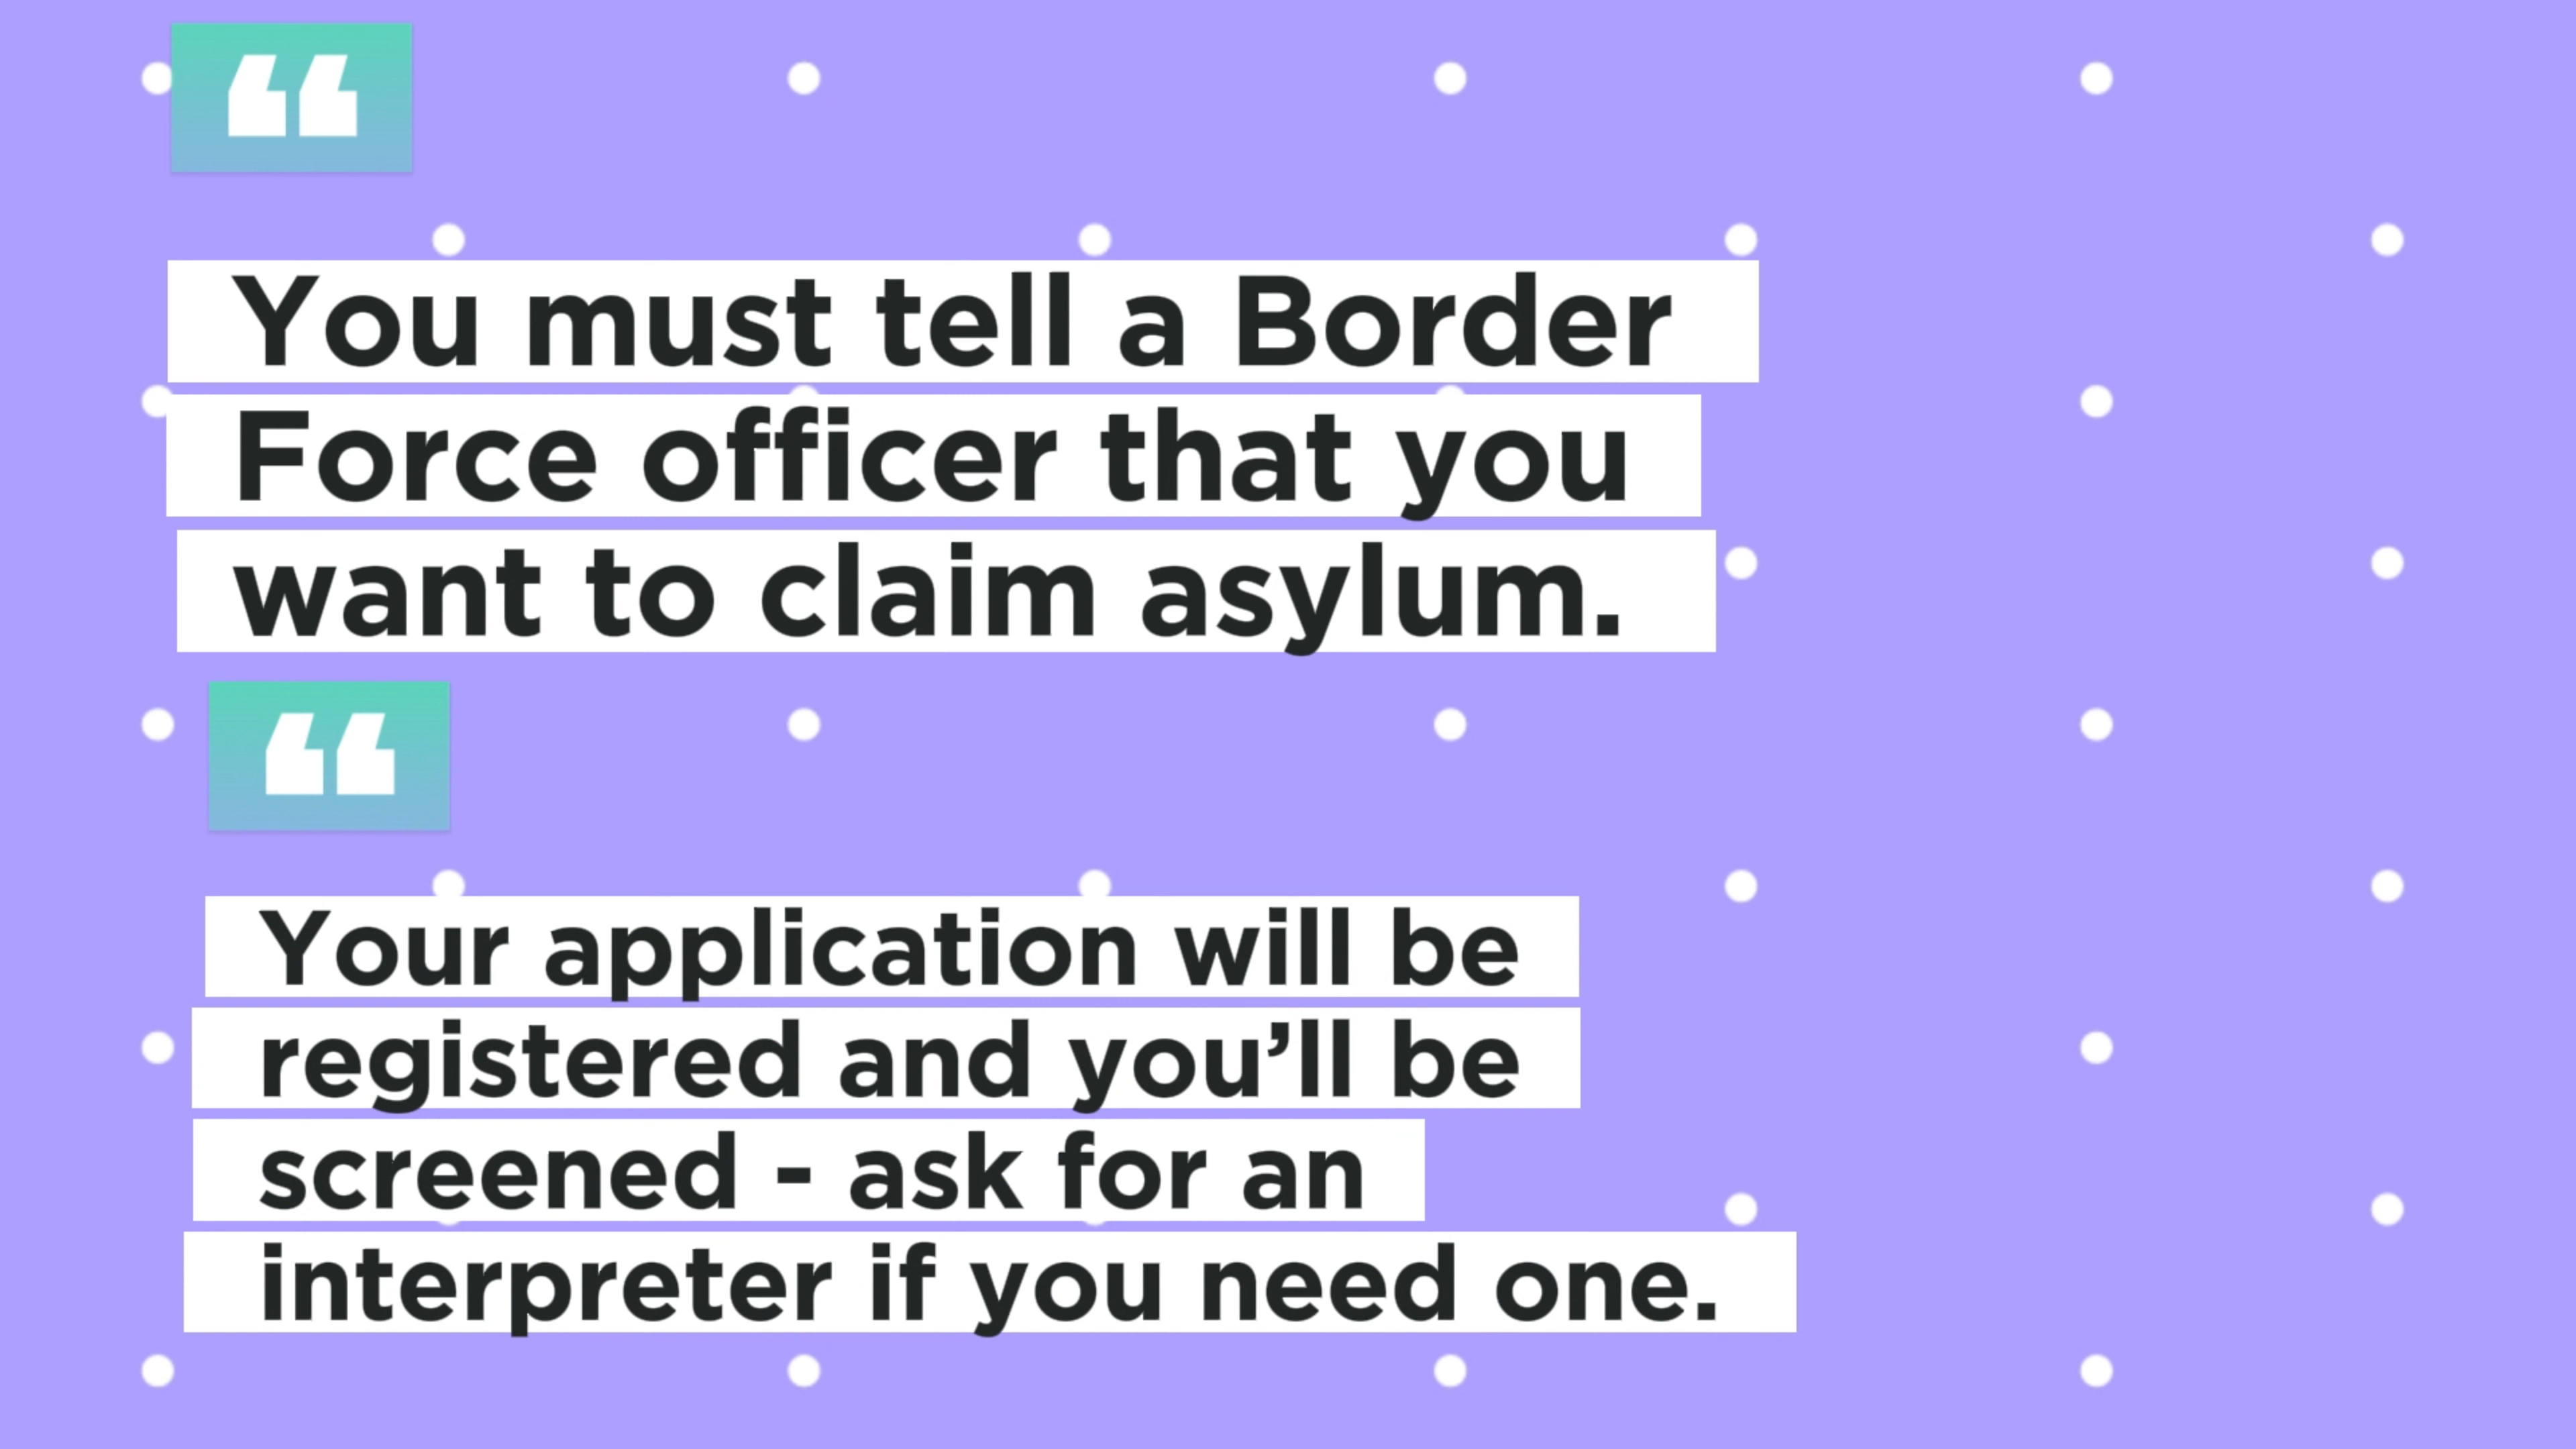 “
You must tell a Border
Force officer that you
want to claim asylum.
“
Your application will be
registered and you’ll be
screened - ask for an
interpreter if you need one.